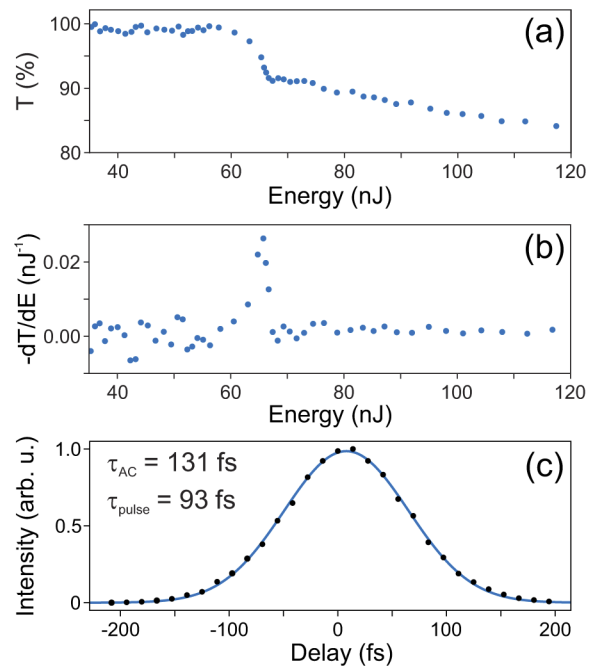 (a)
T (%)
100
90
80
40
60
80
100
120
Energy (nJ)
(b)
-dT/dE (nJ⁻¹)
0.02
0.00
40
60
80
100
120
Energy (nJ)
(c)
τAC = 131 fs
τpulse = 93 fs
Intensity (arb. u.)
1.0
0.5
0
-200
-100
0
100
200
Delay (fs)